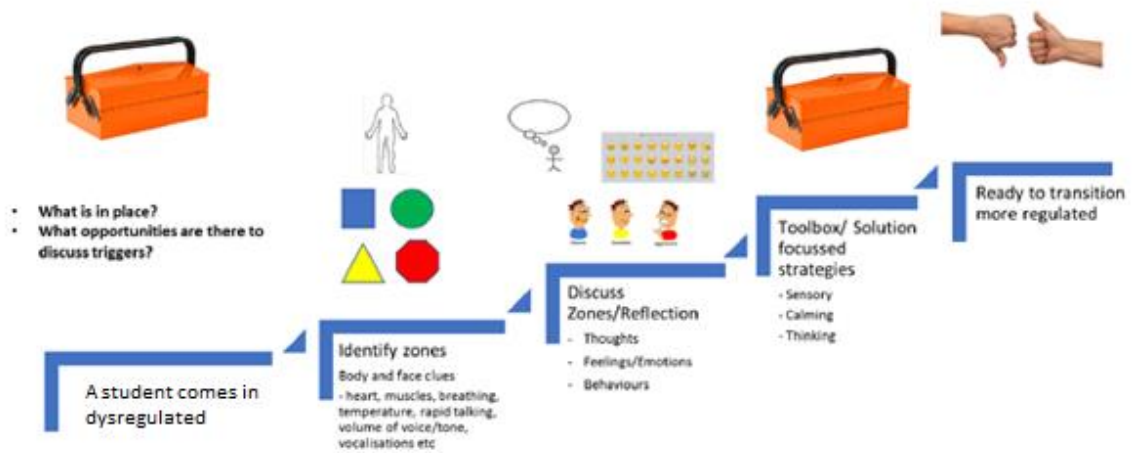 • What is in place?
• What opportunities are there to
discuss triggers?
A student comes in
dysregulated
Identify zones
Body and face clues
- heart, muscles, breathing,
temperature, rapid talking,
volume of voice/tone,
vocalisations etc
Discuss
Zones/Reflection
- Thoughts
- Feelings/Emotions
- Behaviours
Toolbox/ Solution
focussed
strategies
- Sensory
- Calming
- Thinking
Ready to transition
more regulated